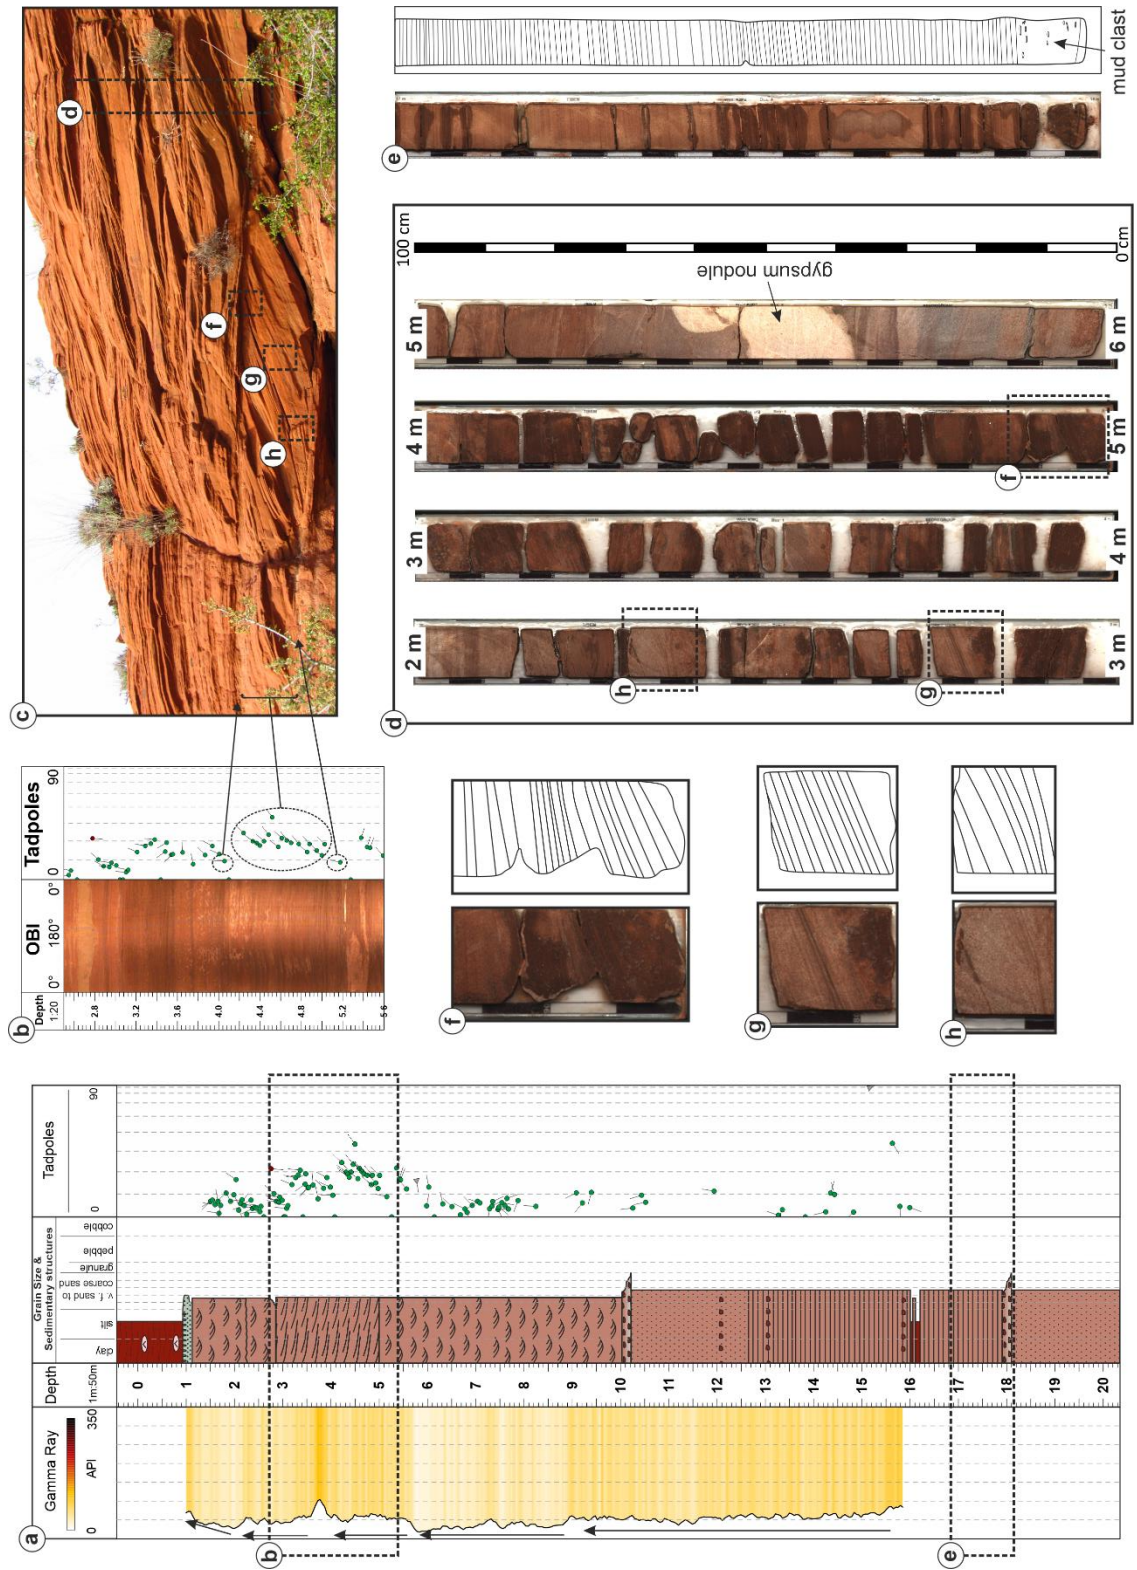 a
Gamma Ray
0 API 350
Depth
1m:50m
Grain Size &
Sedimentary structures
clay
silt
v. f. sand to
coarse sand
granule
pebble
cobble
Tadpoles
0 90
0
1
2
3
4
5
6
7
8
9
10
11
12
13
14
15
16
17
18
19
20
b
e
b
Depth
1:20
OBI
0° 180° 0°
Tadpoles
0 90
2.8
3.2
3.6
4.0
4.4
4.8
5.2
5.6
c
d
f
g
h
d
2 m
3 m
h
g
3 m
4 m
4 m
5 m
f
5 m
6 m
gypsum nodule
100 cm
0 cm
e
mud clast
f
g
h